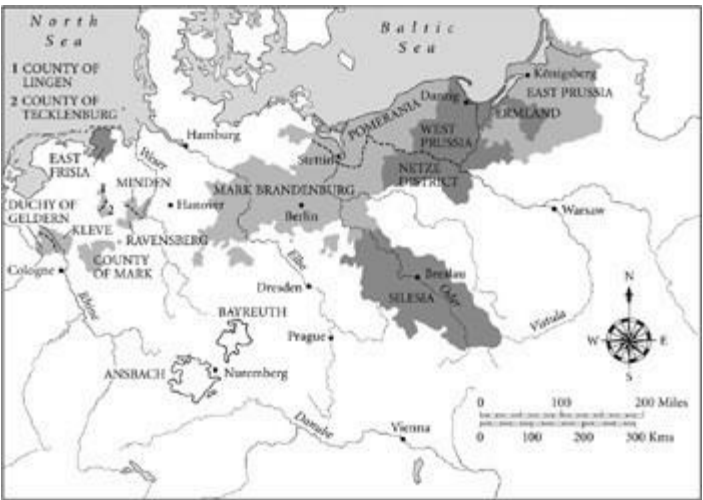 North
Sea
Baltic
Sea
1 COUNTY OF
LINGEN
2 COUNTY OF
TECKLENBURG
Königsberg
EAST PRUSSIA
Danzig
ERMLAND
POMERANIA
WEST
PRUSSIA
Hamburg
Stettin
EAST
FRISIA
Weser
NETZE
DISTRICT
MINDEN
1
2
MARK BRANDENBURG
DUCHY OF
GELDERN
Hanover
Berlin
Warsaw
KLEVE
RAVENSBERG
Cologne
COUNTY
OF MARK
Elbe
Dresden
Breslau
Oder
SILESIA
Rhine
BAYREUTH
Prague
Vistula
N
W
E
S
ANSBACH
Nuremberg
Danube
Vienna
0 100 200 Miles
0 100 200 300 Kms